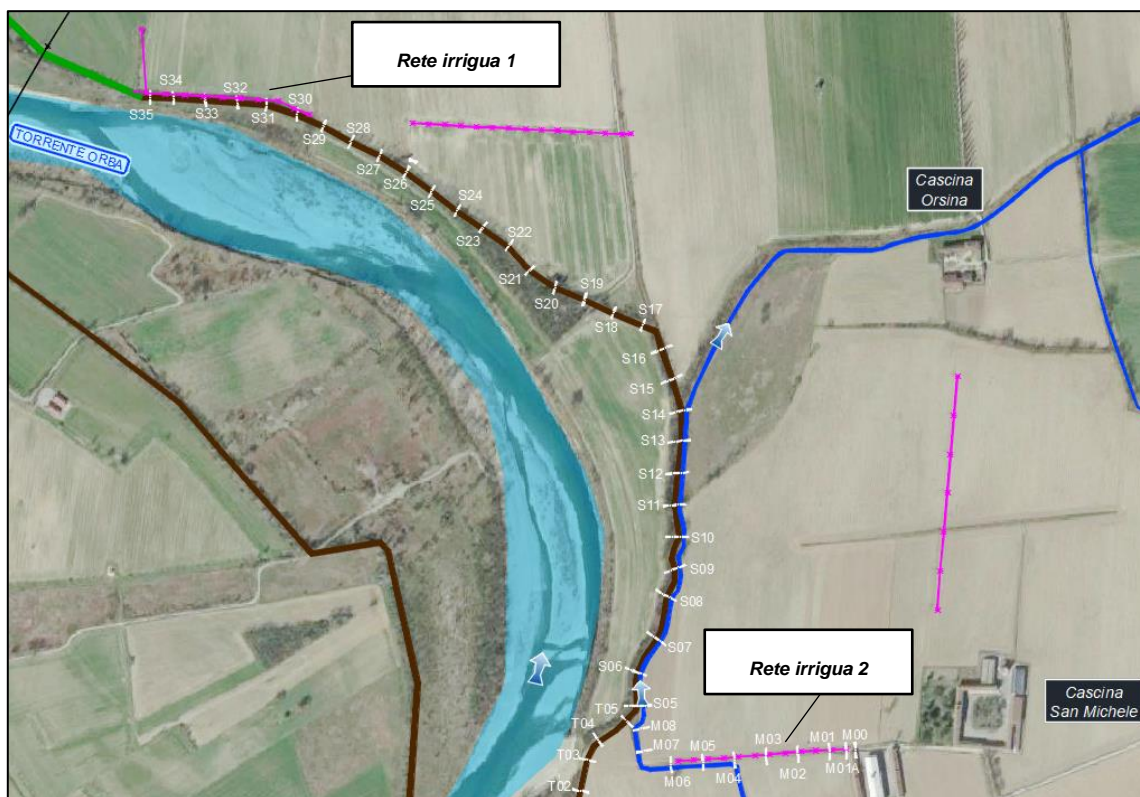 Rete irrigua 1
S34
S32
S30
S35
S33
S31
S29
S28
TORRENTE ORBA
S27
S26
Cascina
Orsina
S25
S24
S23
S22
S21
S20
S19
S18
S17
S16
S15
S14
S13
S12
S11
S10
S09
S08
S07
Rete irrigua 2
S06
Cascina
San Michele
S05
T05
T04
M08
M07
M05
M03
M01
M00
T03
M06
M04
M02
M01A
T02